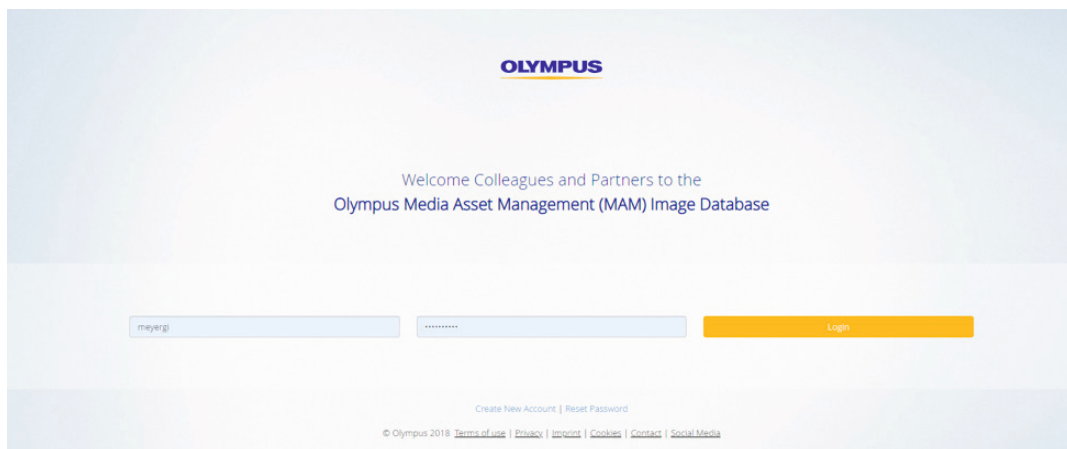 OLYMPUS
Welcome Colleagues and Partners to the
Olympus Media Asset Management (MAM) Image Database
meyergi
••••••••••
Login
Create New Account | Reset Password
© Olympus 2018 Terms of use | Privacy | Imprint | Cookies | Contact | Social Media